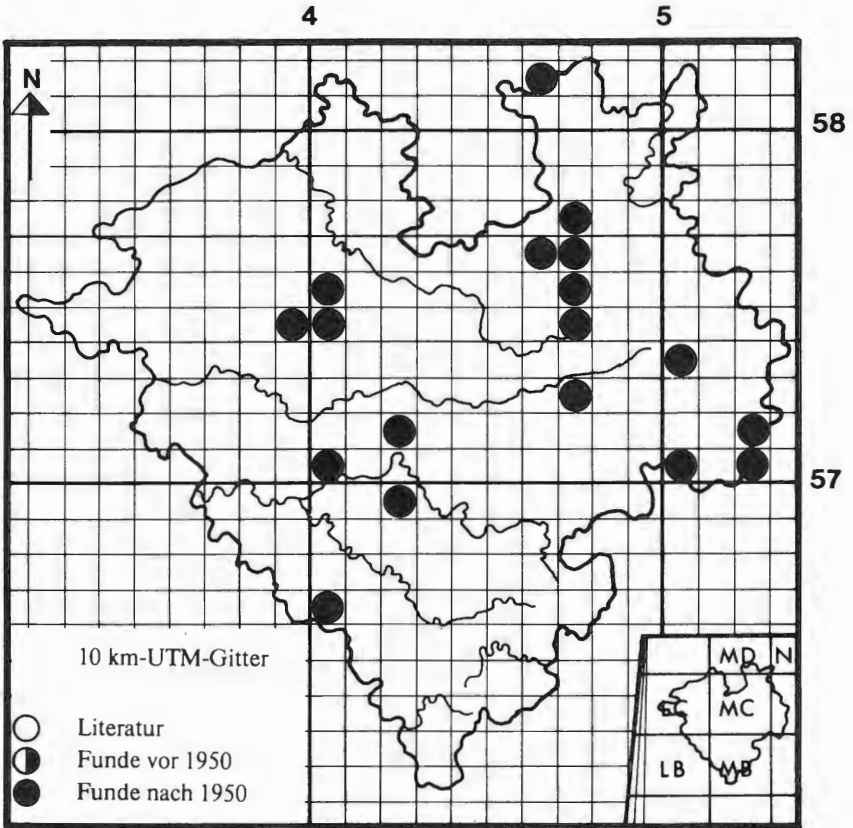 4 5
N
58
57
10 km-UTM-Gitter
MD N
MC
Literatur
Funde vor 1950
LB MB
Funde nach 1950